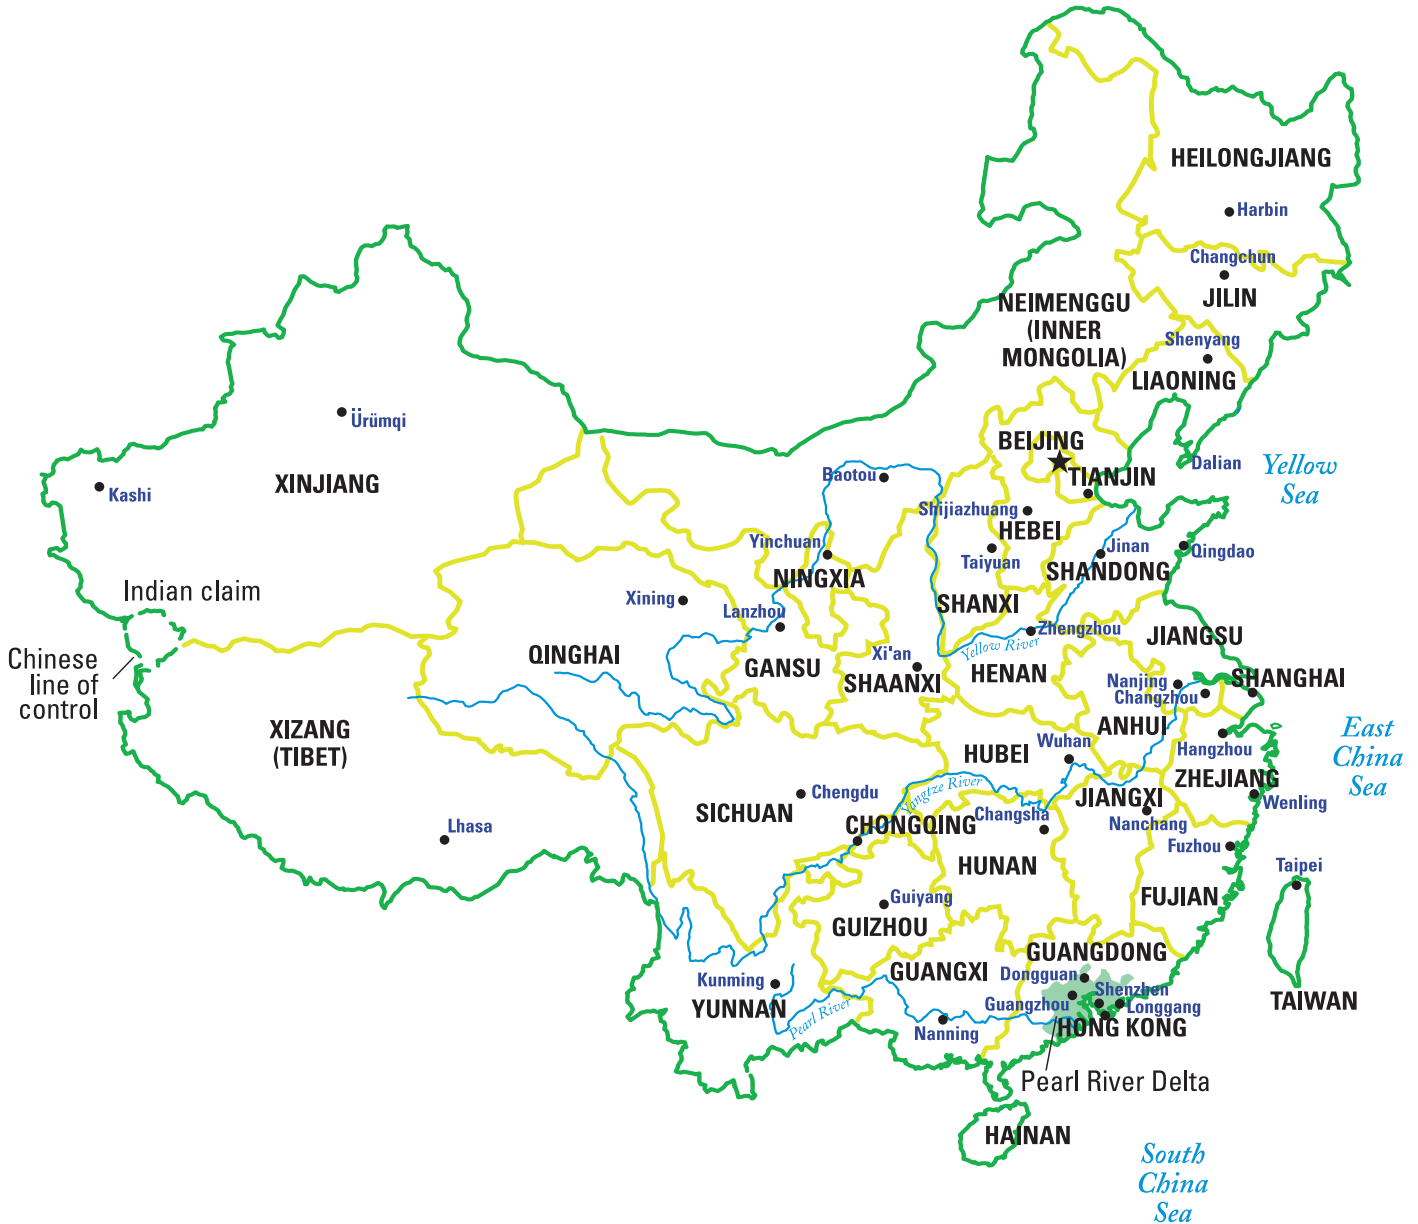 HEILONGJIANG
Harbin
Changchun
JILIN
NEIMENGGU
(INNER
MONGOLIA)
Shenyang
LIAONING
Ürümqi
XINJIANG
Kashi
BEIJING
TIANJIN
Dalian
Yellow
Sea
Baotou
Shijiazhuang
HEBEI
Yinchuan
Taiyuan
Jinan
Qingdao
NINGXIA
SHANDONG
Indian claim
Xining
Lanzhou
SHANXI
Zhengzhou
JIANGSU
Chinese
line of
control
QINGHAI
GANSU
Xi'an
SHAANXI
Yellow River
HENAN
Nanjing
Changzhou
SHANGHAI
XIZANG
(TIBET)
ANHUI
HUBEI
Wuhan
Hangzhou
East
China
Sea
ZHEJIANG
Wenling
SICHUAN
Chengdu
Yangtze River
JIANGXI
CHONGQING
Changsha
Nanchang
Lhasa
Fuzhou
HUNAN
Taipei
FUJIAN
Guiyang
GUIZHOU
GUANGDONG
GUANGXI
Dongguan
Kunming
YUNNAN
Shenzhen
Guangzhou
Longgang
TAIWAN
Pearl River
Nanning
HONG KONG
Pearl River Delta
HAINAN
South
China
Sea